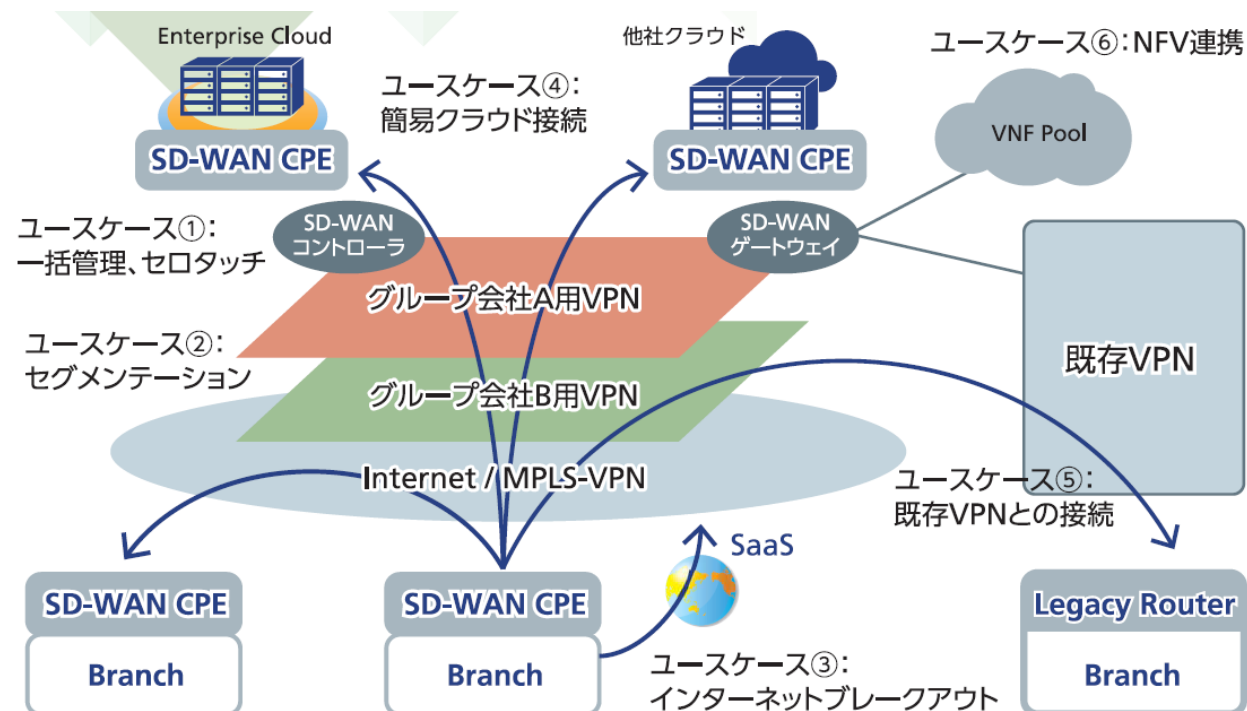 Enterprise Cloud
他社クラウド
ユースケース⑥：NFV連携
ユースケース④：
簡易クラウド接続
VNF Pool
SD-WAN CPE
SD-WAN CPE
ユースケース①：
一括管理、セロタッチ
SD-WAN
コントローラ
SD-WAN
ゲートウェイ
グループ会社A用VPN
ユースケース②：
セグメンテーション
既存VPN
グループ会社B用VPN
Internet / MPLS-VPN
ユースケース⑤：
既存VPNとの接続
SaaS
SD-WAN CPE
Branch
SD-WAN CPE
Branch
Legacy Router
Branch
ユースケース③：
インターネットブレークアウト